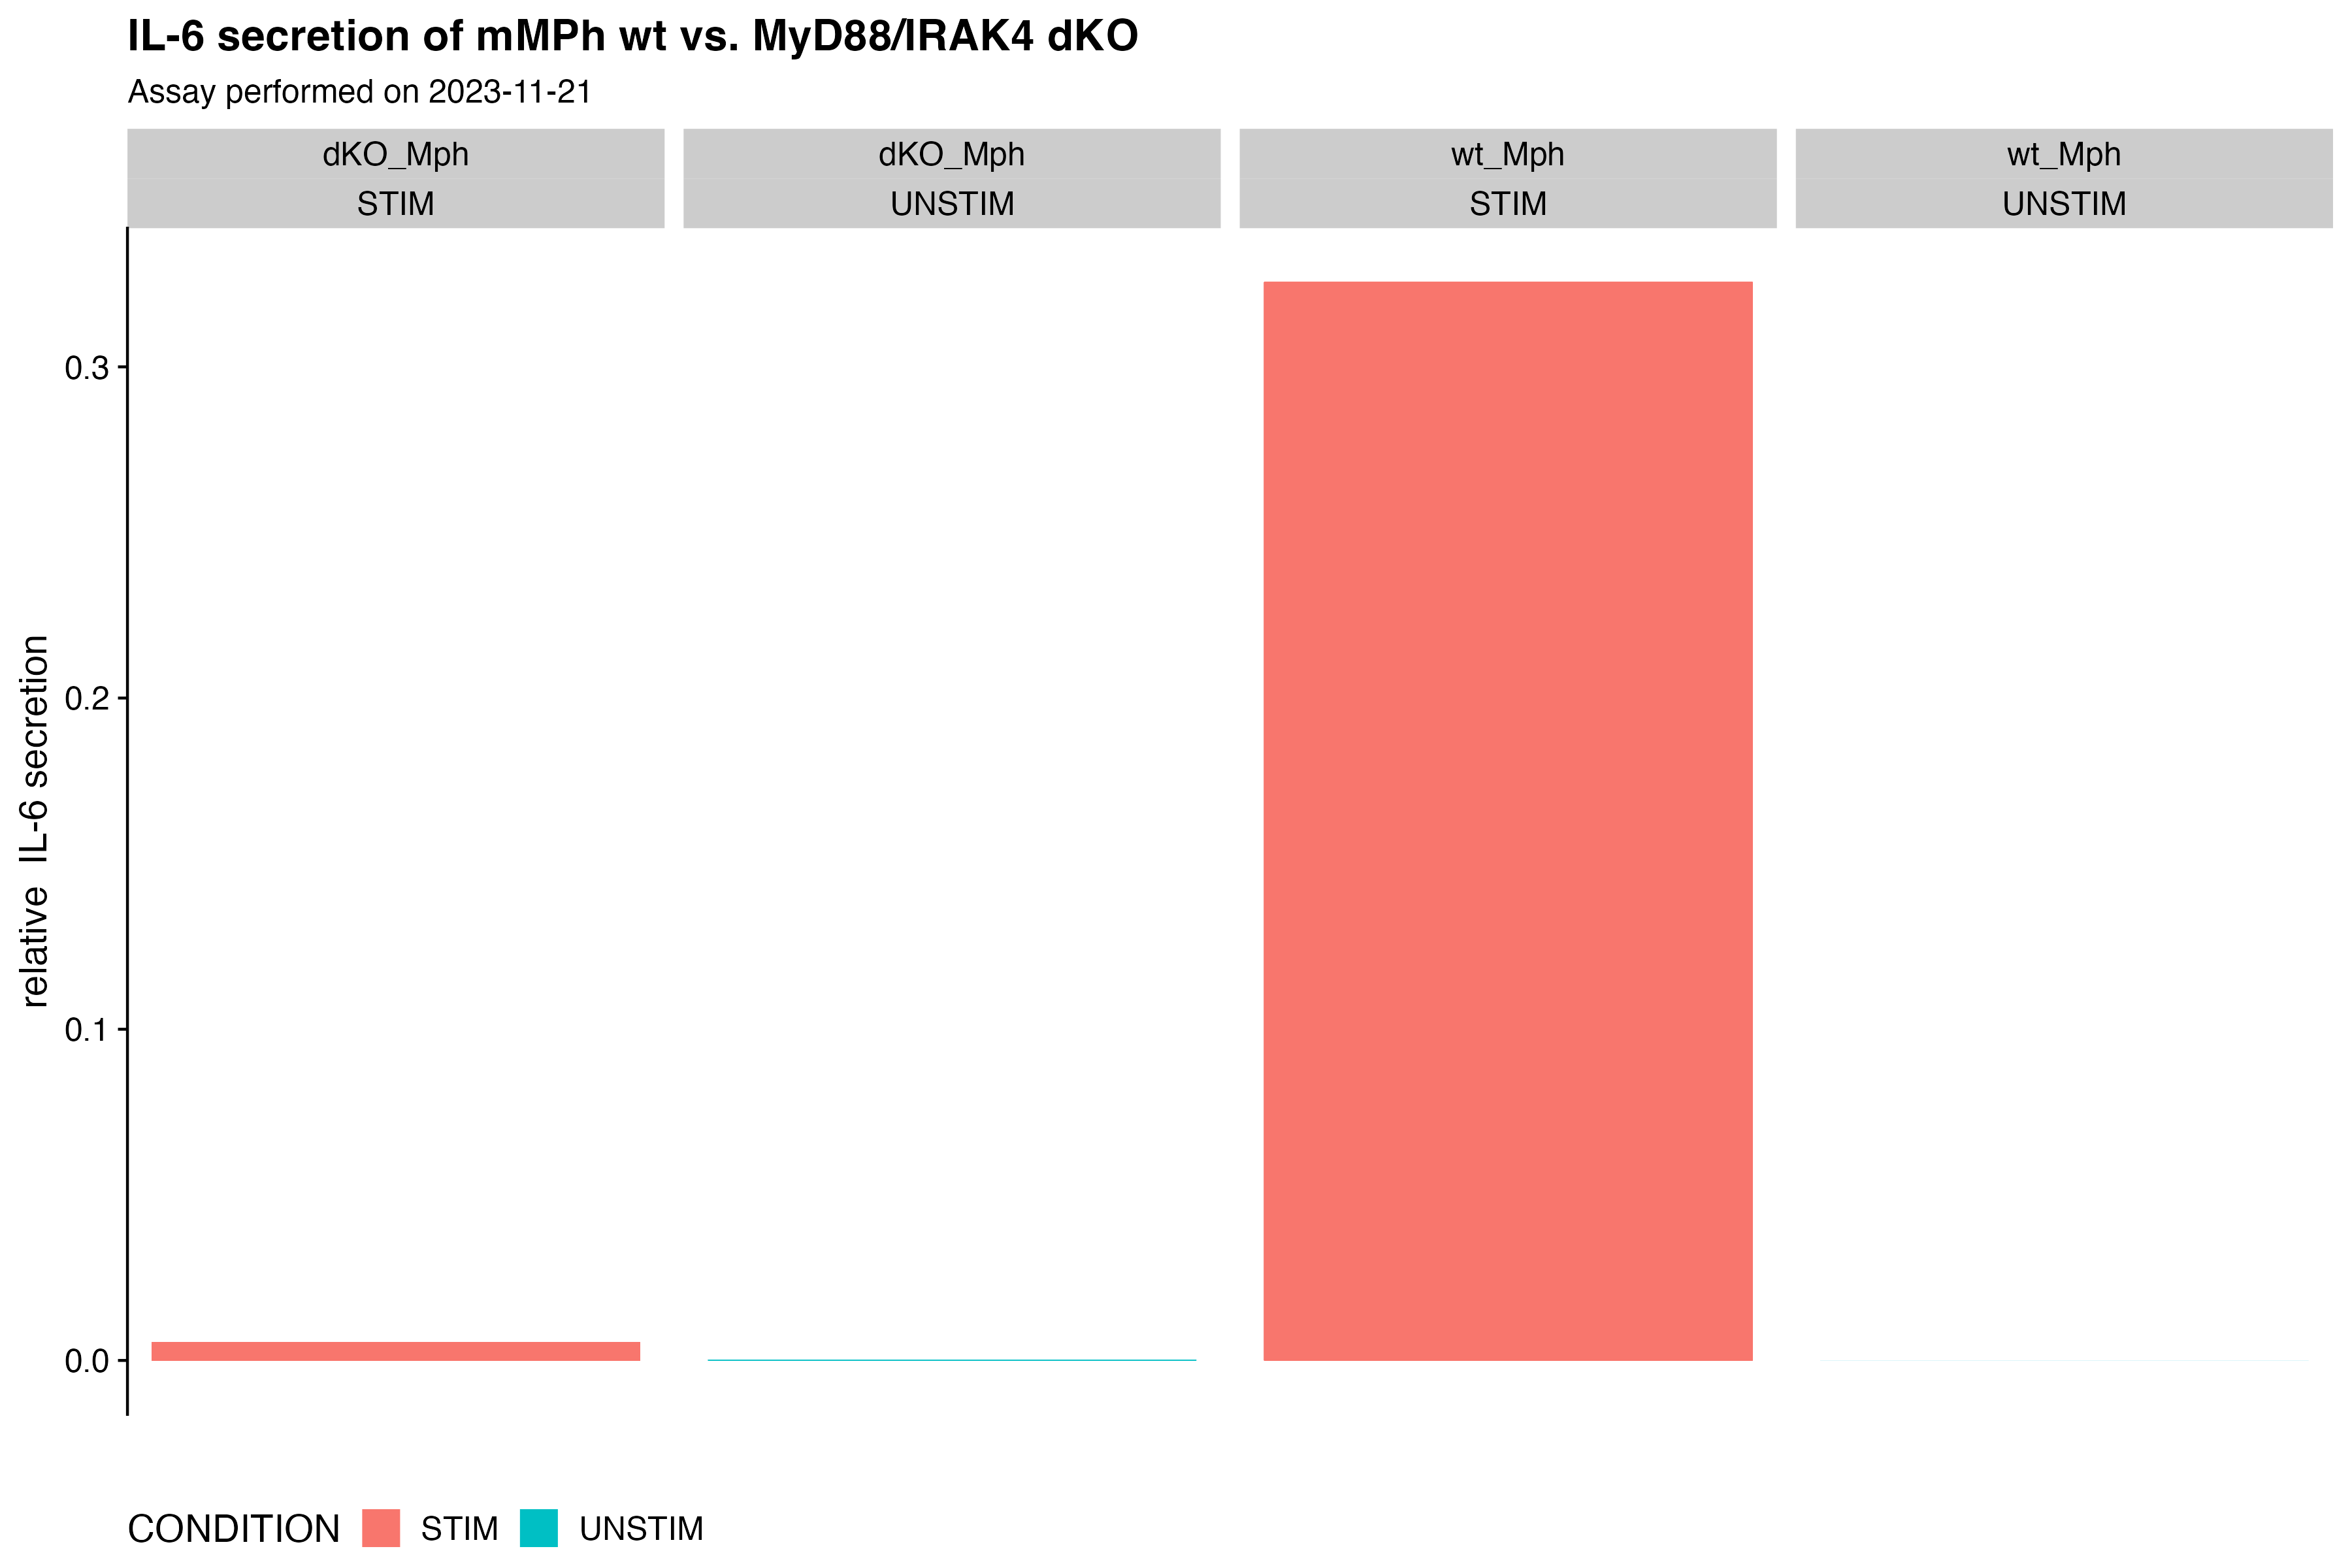 IL-6 secretion of mMPh wt vs. MyD88/IRAK4 dKO
Assay performed on 2023-11-21
dKO_Mph
STIM
dKO_Mph
UNSTIM
wt_Mph
STIM
wt_Mph
UNSTIM
relative IL-6 secretion
0.3
0.2
0.1
0.0
CONDITION STIM UNSTIM